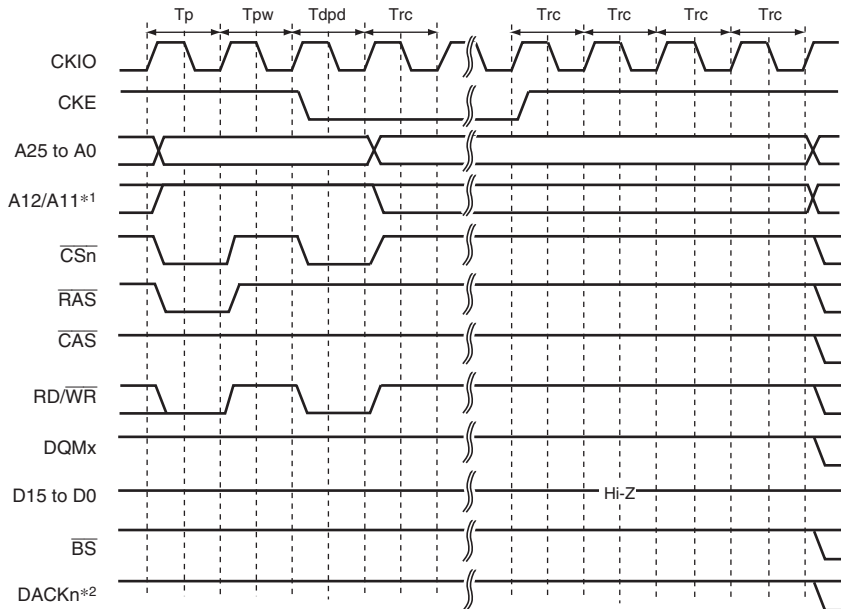 Tp Tpw Tdpd Trc Trc Trc Trc Trc
CKIO
CKE
A25 to A0
A12/A11*1
CSn
RAS
CAS
RD/WR
DQMx
D15 to D0 Hi-Z
BS
DACKn*2